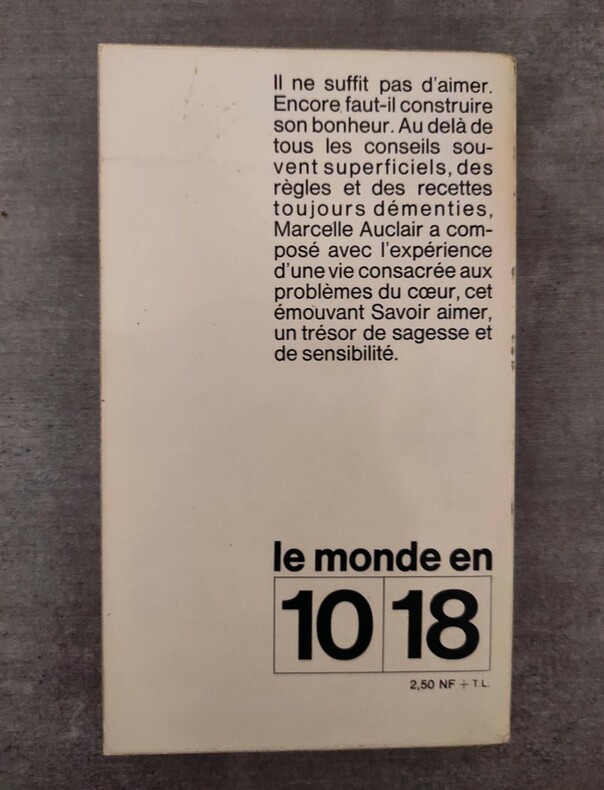 Il ne suffit pas d'aimer.
Encore faut-il construire
son bonheur. Au delà de
tous les conseils sou-
vent superficiels, des
règles et des recettes
toujours démenties,
Marcelle Auclair a com-
posé avec l'expérience
d'une vie consacrée aux
problèmes du cœur, cet
émouvant Savoir aimer,
un trésor de sagesse et
de sensibilité.
le monde en
10 18
2,50 NF + T.L.